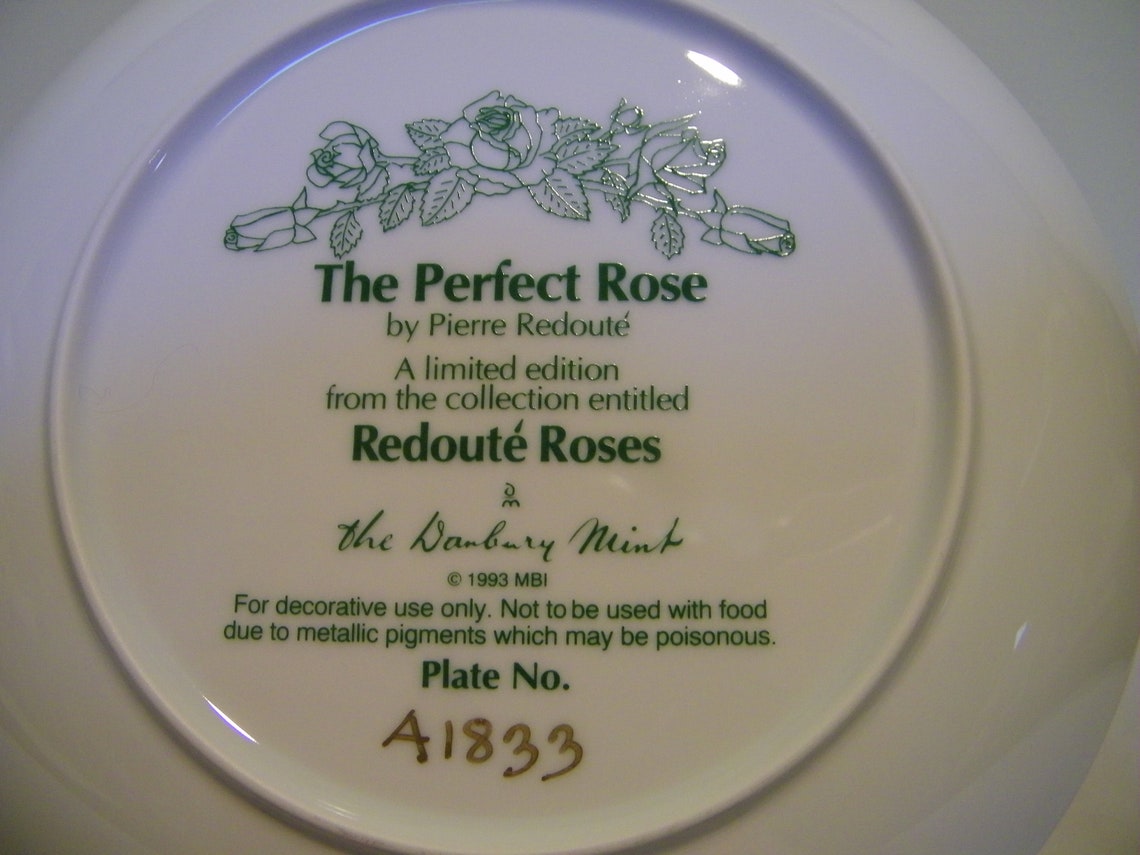 The Perfect Rose
by Pierre Redouté
A limited edition
from the collection entitled
Redouté Roses
DM
the Danbury Mint
© 1993 MBI
For decorative use only. Not to be used with food
due to metallic pigments which may be poisonous.
Plate No.
A1833